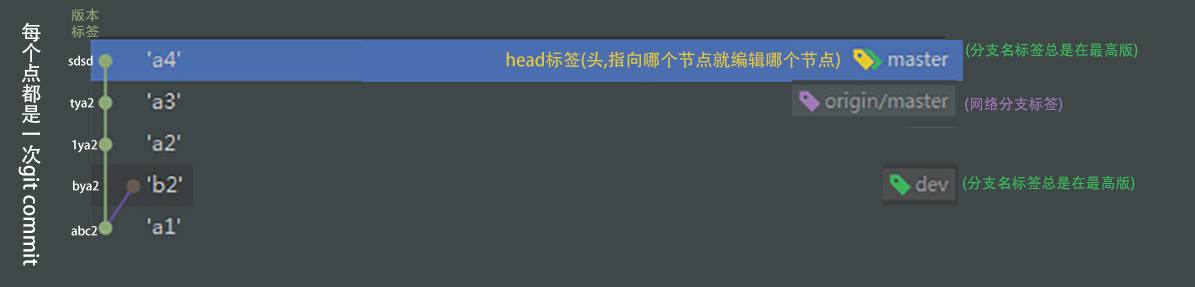 每个点都是一次git commit
版本
标签
sdsd 'a4' head标签(头,指向哪个节点就编辑哪个节点) master (分支名标签总是在最高版)
tya2 'a3' origin/master (网络分支标签)
1ya2 'a2'
bya2 'b2' dev (分支名标签总是在最高版)
abc2 'a1'